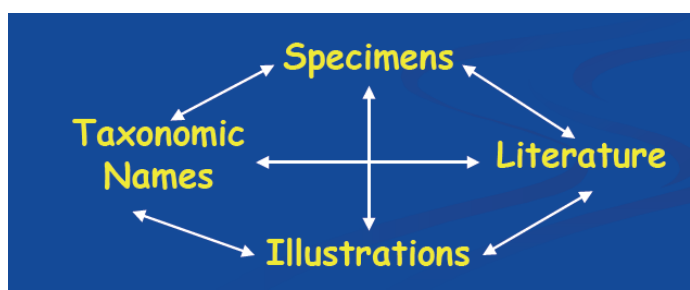 Specimens
Taxonomic
Names
Literature
Illustrations